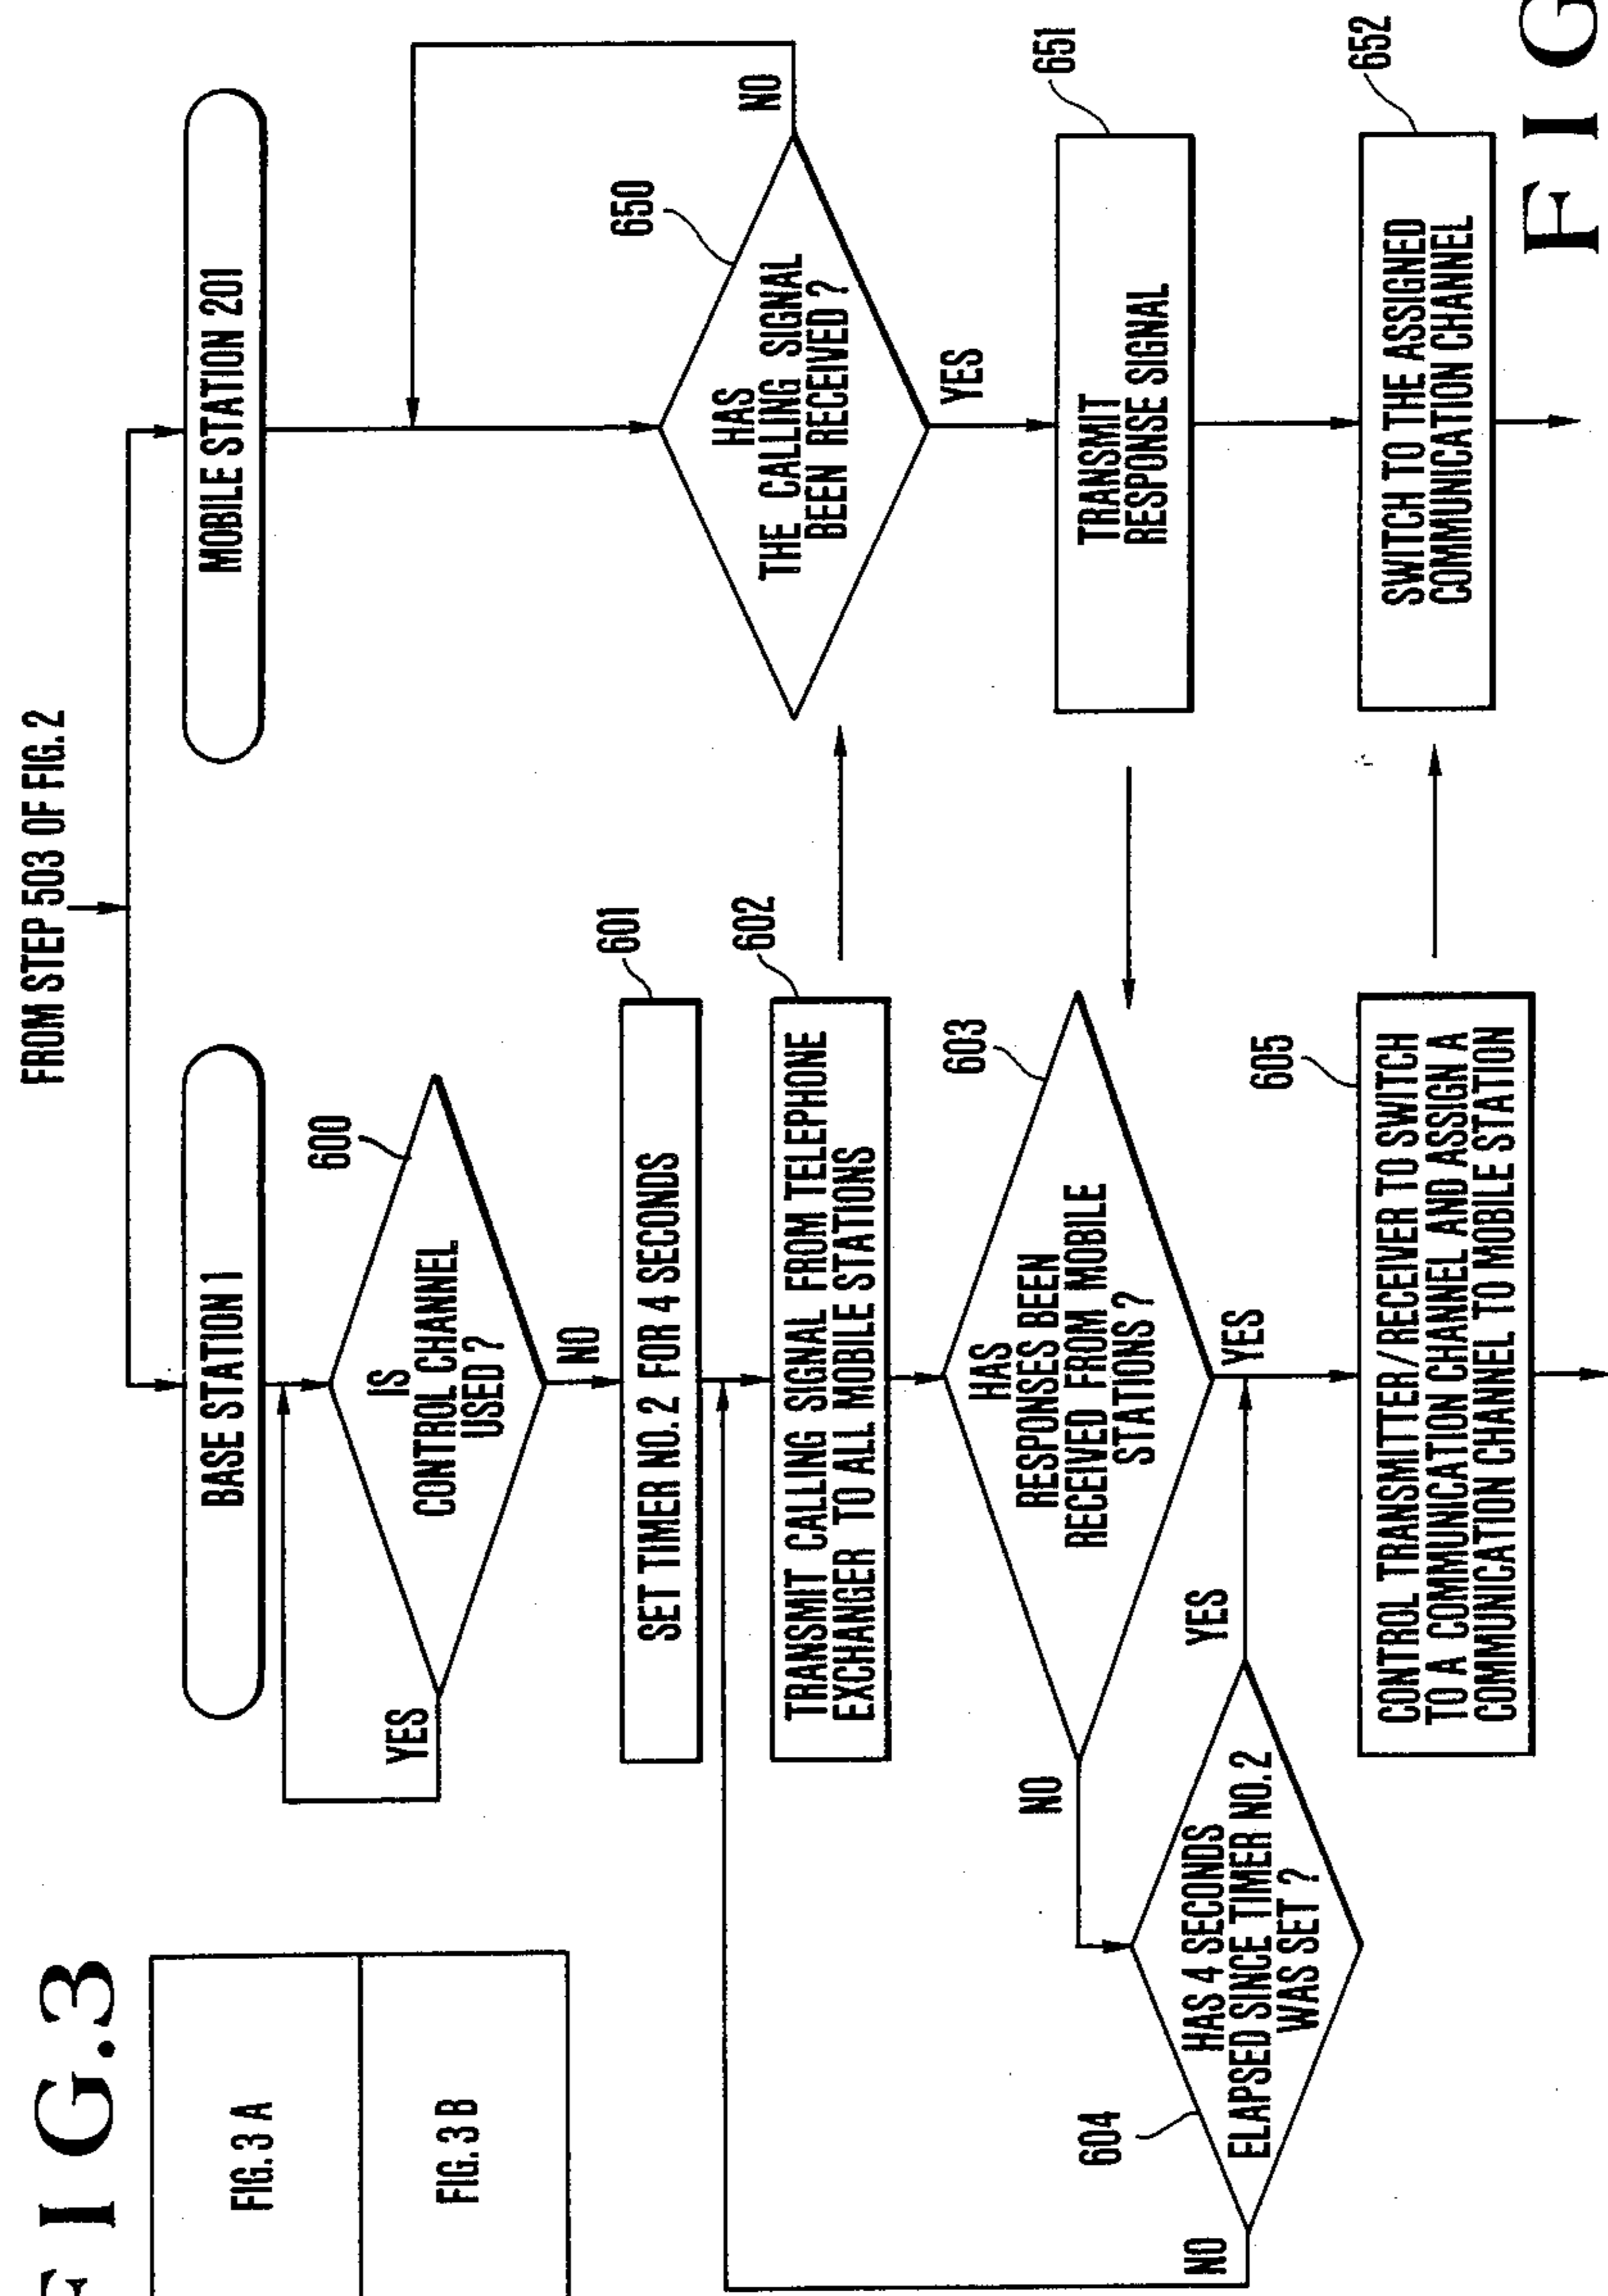 FIG.3
FIG. 3 A
FIG. 3 B
FROM STEP 503 OF FIG. 2
BASE STATION 1
600
IS
CONTROL CHANNEL
USED ?
YES
NO
601
SET TIMER NO. 2 FOR 4 SECONDS
602
TRANSMIT CALLING SIGNAL FROM TELEPHONE
EXCHANGER TO ALL MOBILE STATIONS
603
HAS
RESPONSES BEEN
RECEIVED FROM MOBILE
STATIONS ?
NO
YES
604
HAS 4 SECONDS
ELAPSED SINCE TIMER NO. 2
WAS SET ?
YES
NO
605
CONTROL TRANSMITTER/RECEIVER TO SWITCH
TO A COMMUNICATION CHANNEL AND ASSIGN A
COMMUNICATION CHANNEL TO MOBILE STATION
MOBILE STATION 201
650
HAS
THE CALLING SIGNAL
BEEN RECEIVED ?
NO
YES
651
TRANSMIT
RESPONSE SIGNAL
652
SWITCH TO THE ASSIGNED
COMMUNICATION CHANNEL
FIG